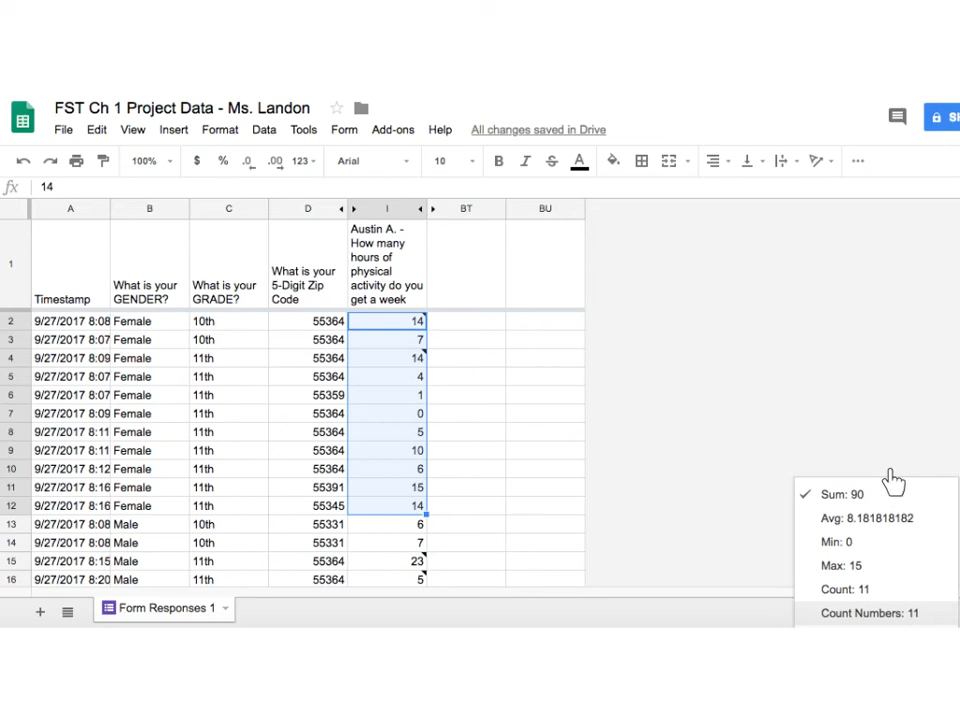 FST Ch 1 Project Data - Ms. Landon
File Edit View Insert Format Data Tools Form Add-ons Help All changes saved in Drive
100% $ % .0 .00 123 Arial 10 B I S A
fx 14
A B C D I BT BU
1 Timestamp What is your GENDER? What is your GRADE? What is your 5-Digit Zip Code Austin A. - How many hours of physical activity do you get a week
2 9/27/2017 8:08 Female 10th 55364 14
3 9/27/2017 8:07 Female 10th 55364 7
4 9/27/2017 8:09 Female 11th 55364 14
5 9/27/2017 8:07 Female 11th 55364 4
6 9/27/2017 8:07 Female 11th 55359 1
7 9/27/2017 8:09 Female 11th 55364 0
8 9/27/2017 8:11 Female 11th 55364 5
9 9/27/2017 8:11 Female 11th 55364 10
10 9/27/2017 8:12 Female 11th 55364 6
11 9/27/2017 8:16 Female 11th 55391 15
12 9/27/2017 8:16 Female 11th 55345 14
13 9/27/2017 8:08 Male 10th 55331 6
14 9/27/2017 8:08 Male 10th 55331 7
15 9/27/2017 8:15 Male 11th 55364 23
16 9/27/2017 8:20 Male 11th 55364 5
Sum: 90
Avg: 8.181818182
Min: 0
Max: 15
Count: 11
Count Numbers: 11
Form Responses 1